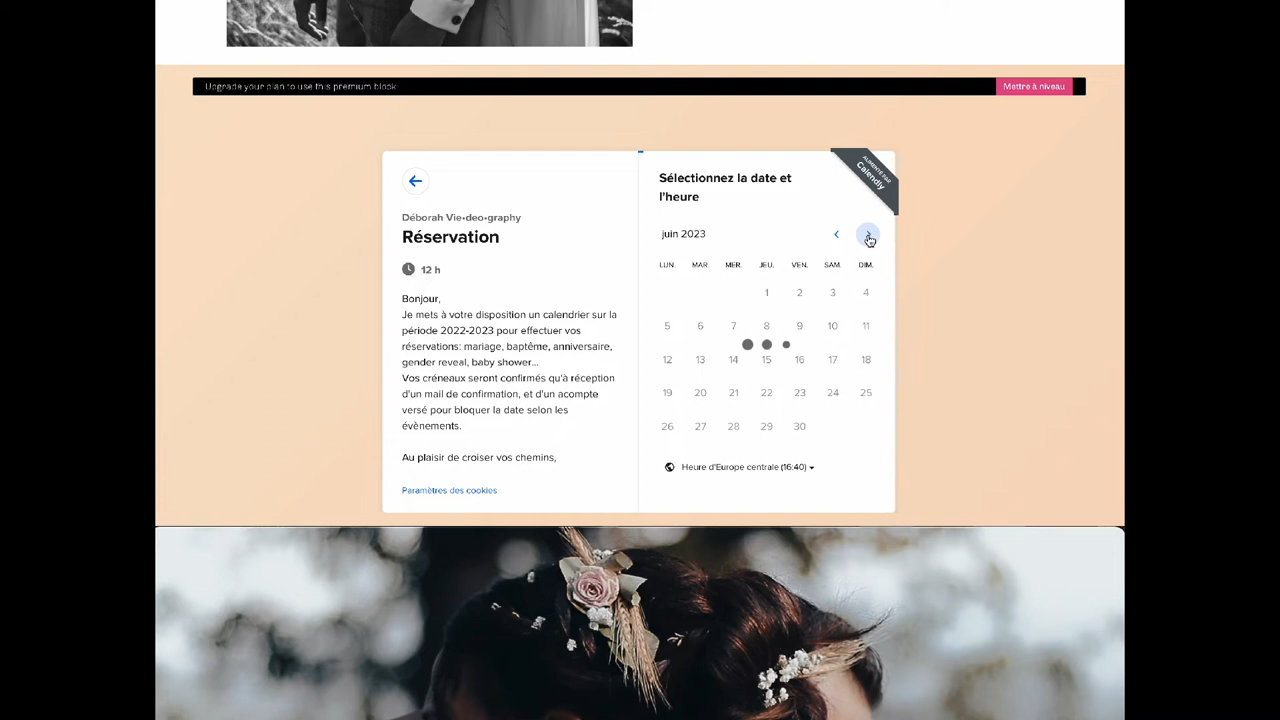 Upgrade your plan to use this premium block
Mettre à niveau
ALIMENTÉ PAR
Calendly
Déborah Vie•deo•graphy
Réservation
12 h
Bonjour,
Je mets à votre disposition un calendrier sur la
période 2022-2023 pour effectuer vos
réservations: mariage, baptême, anniversaire,
gender reveal, baby shower...
Vos créneaux seront confirmés qu'à réception
d'un mail de confirmation, et d'un acompte
versé pour bloquer la date selon les
évènements.
Au plaisir de croiser vos chemins,
Paramètres des cookies
Sélectionnez la date et
l'heure
juin 2023
LUN. MAR. MER. JEU. VEN. SAM. DIM.
1 2 3 4
5 6 7 8 9 10 11
12 13 14 15 16 17 18
19 20 21 22 23 24 25
26 27 28 29 30
Heure d'Europe centrale (16:40)